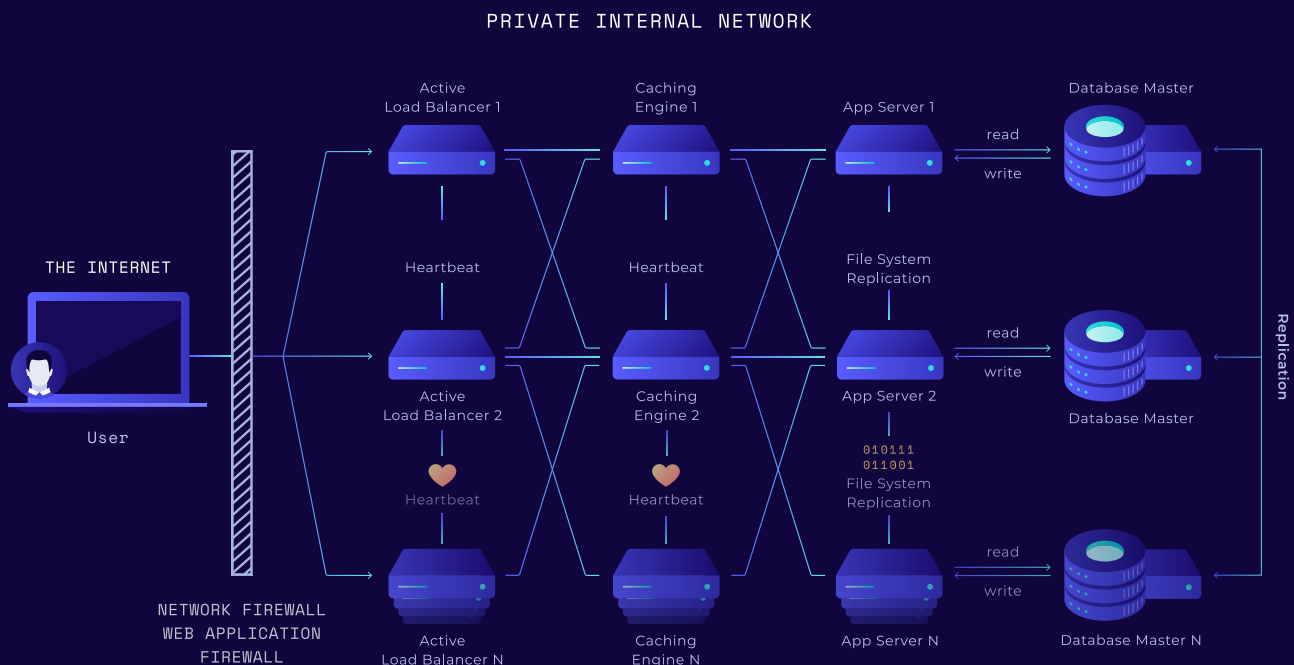 PRIVATE INTERNAL NETWORK
Active
Load Balancer 1
Caching
Engine 1
App Server 1
Database Master
read
write
THE INTERNET
Heartbeat
Heartbeat
File System
Replication
read
write
Replication
User
Active
Load Balancer 2
Caching
Engine 2
App Server 2
Database Master
010111
011001
Heartbeat
Heartbeat
File System
Replication
read
write
NETWORK FIREWALL
WEB APPLICATION
FIREWALL
Active
Load Balancer N
Caching
Engine N
App Server N
Database Master N